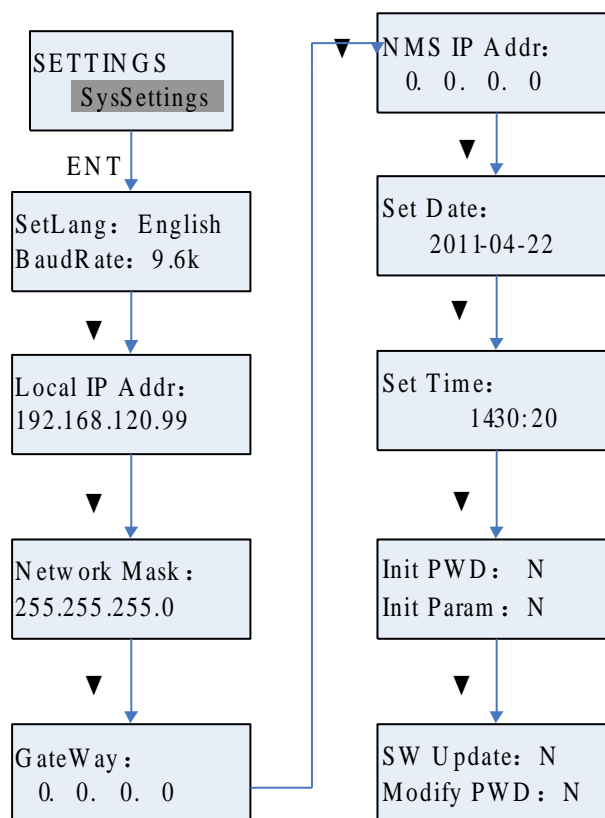 SETTINGS
SysSettings
ENT
SetLang: English
BaudRate: 9.6k
▼
Local IP Addr:
192.168.120.99
▼
Network Mask:
255.255.255.0
▼
GateWay:
0. 0. 0. 0
▼
NMS IP Addr:
0. 0. 0. 0
▼
Set Date:
2011-04-22
▼
Set Time:
1430:20
▼
Init PWD: N
Init Param: N
▼
SW Update: N
Modify PWD: N